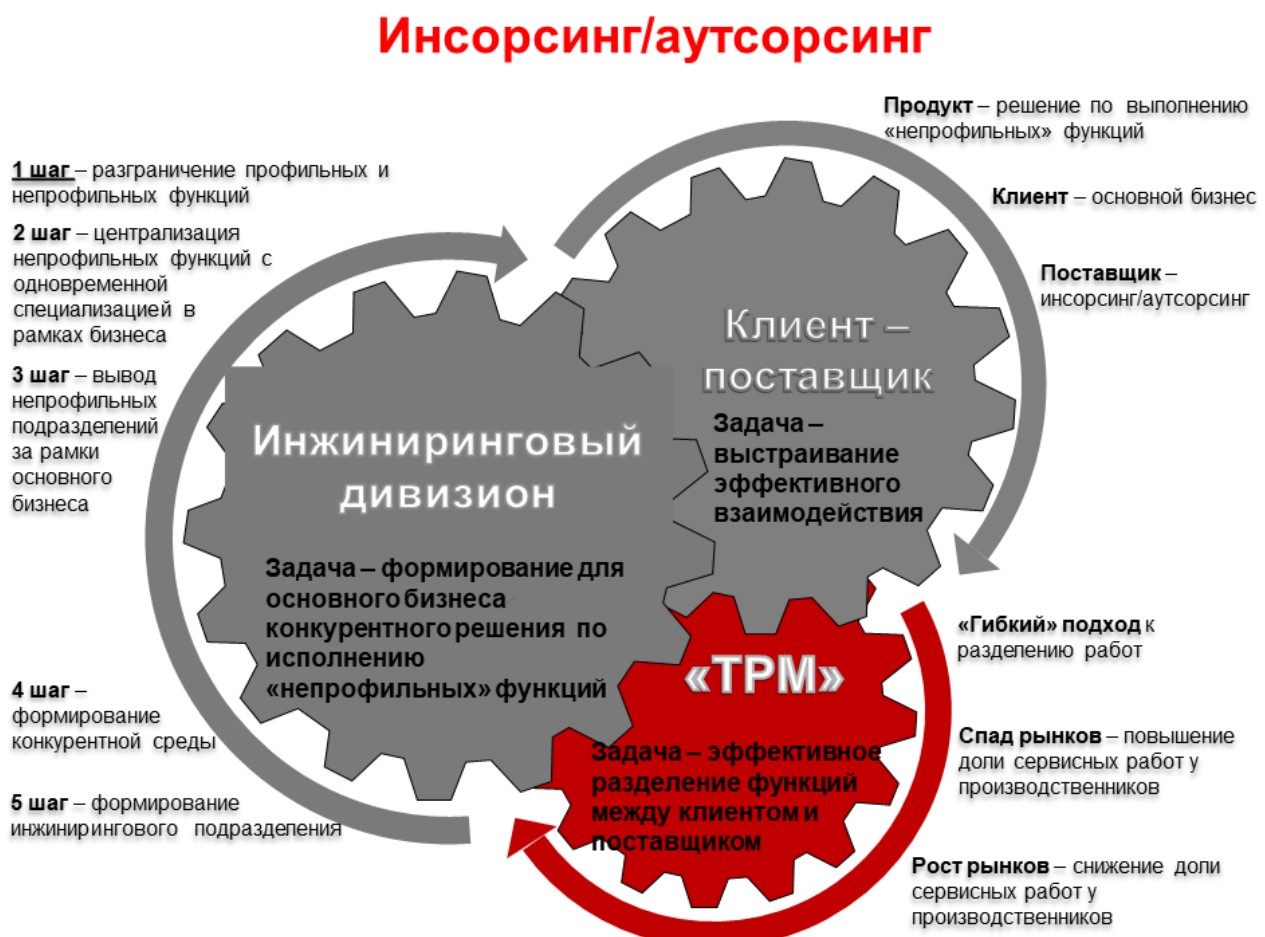 Инсорсинг/аутсорсинг
1 шаг – разграничение профильных и
непрофильных функций
2 шаг – централизация
непрофильных функций с
одновременной
специализацией в
рамках бизнеса
3 шаг – вывод
непрофильных
подразделений
за рамки
основного
бизнеса
4 шаг –
формирование
конкурентной среды
5 шаг – формирование
инжинирингового подразделения
Инжиниринговый
дивизион
Задача – формирование для
основного бизнеса
конкурентного решения по
исполнению
«непрофильных» функций
Клиент –
поставщик
Задача –
выстраивание
эффективного
взаимодействия
Продукт – решение по выполнению
«непрофильных» функций
Клиент – основной бизнес
Поставщик –
инсорсинг/аутсорсинг
«ТРМ»
Задача – эффективное
разделение функций
между клиентом и
поставщиком
«Гибкий» подход к
разделению работ
Спад рынков – повышение
доли сервисных работ у
производственников
Рост рынков – снижение доли
сервисных работ у
производственников